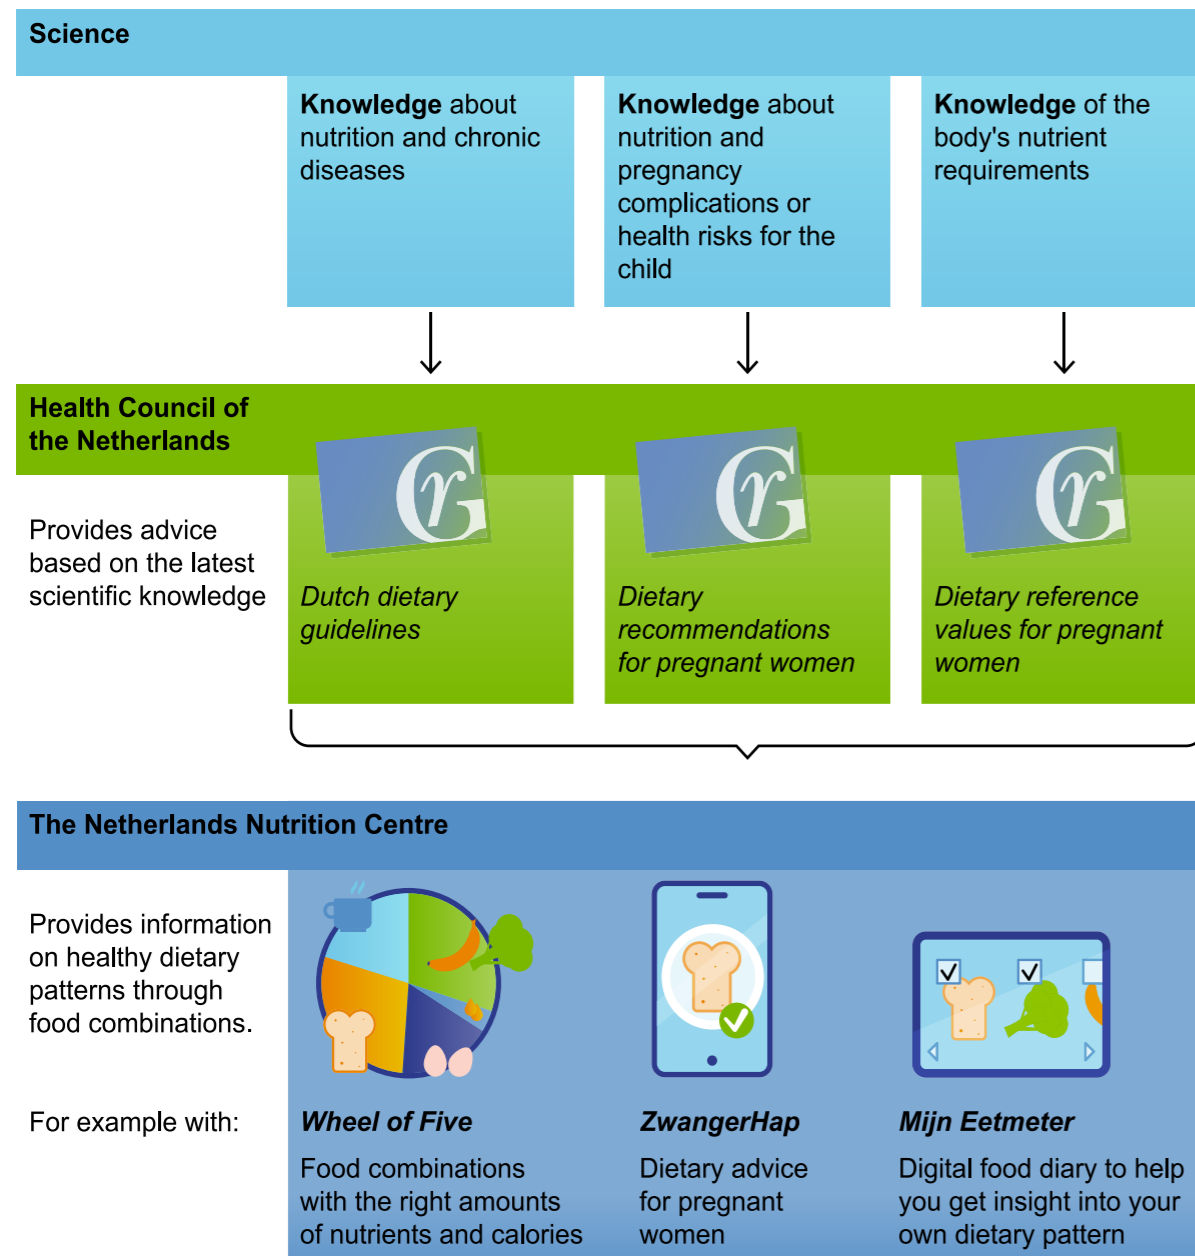 Science
Knowledge about
nutrition and chronic
diseases
Knowledge about
nutrition and
pregnancy
complications or
health risks for the
child
Knowledge of the
body's nutrient
requirements
Health Council of
the Netherlands
Provides advice
based on the latest
scientific knowledge
Gr
Dutch dietary
guidelines
Gr
Dietary
recommendations
for pregnant women
Gr
Dietary reference
values for pregnant
women
The Netherlands Nutrition Centre
Provides information
on healthy dietary
patterns through
food combinations.
For example with:
Wheel of Five
Food combinations
with the right amounts
of nutrients and calories
ZwangerHap
Dietary advice
for pregnant
women
Mijn Eetmeter
Digital food diary to help
you get insight into your
own dietary pattern